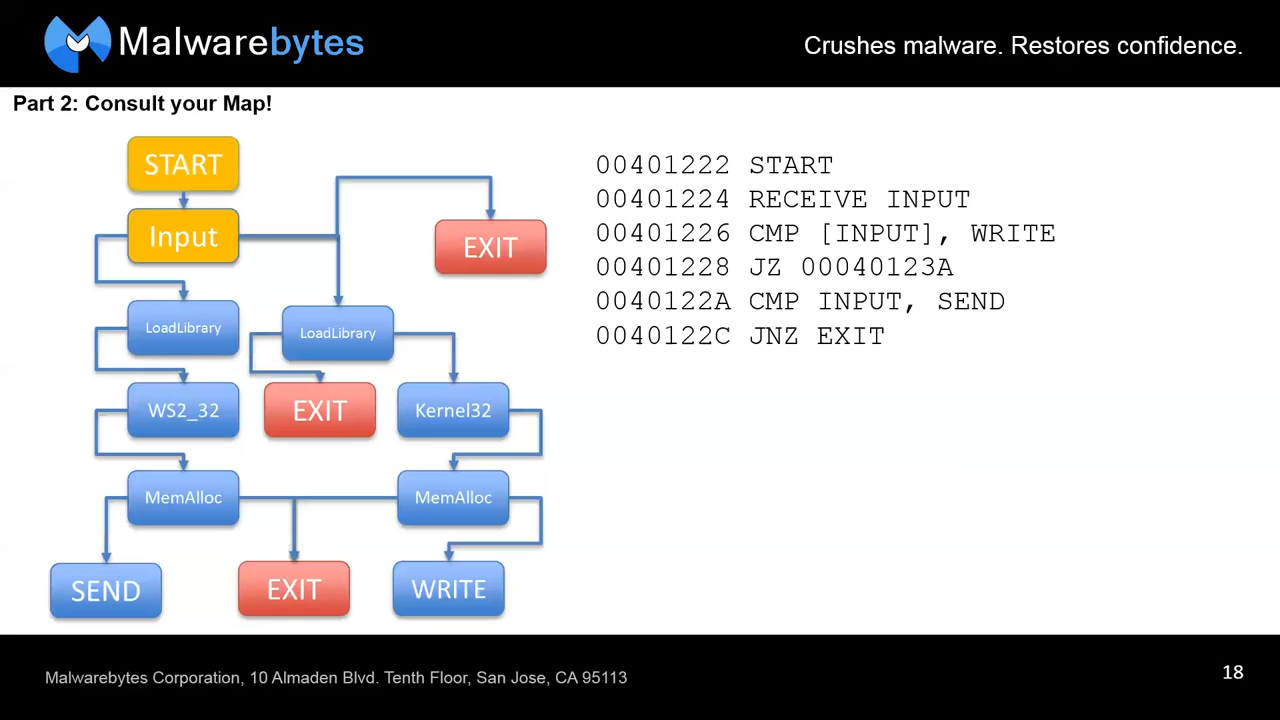 Malwarebytes
Crushes malware. Restores confidence.
Part 2: Consult your Map!
START
Input
EXIT
LoadLibrary
LoadLibrary
WS2_32
EXIT
Kernel32
MemAlloc
MemAlloc
SEND
EXIT
WRITE
00401222 START
00401224 RECEIVE INPUT
00401226 CMP [INPUT], WRITE
00401228 JZ 00040123A
0040122A CMP INPUT, SEND
0040122C JNZ EXIT
Malwarebytes Corporation, 10 Almaden Blvd. Tenth Floor, San Jose, CA 95113
18